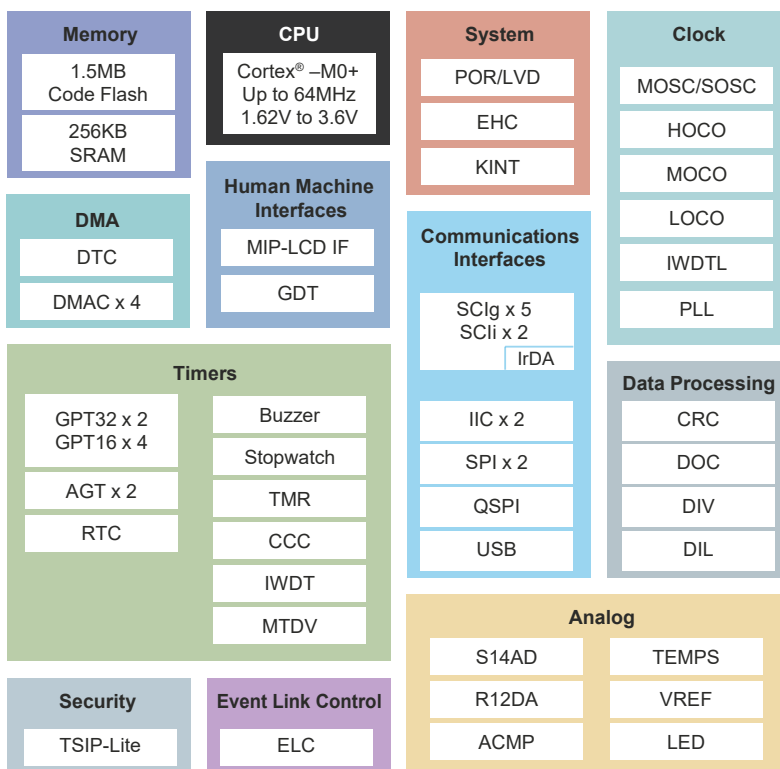 Memory
1.5MB
Code Flash
256KB
SRAM
CPU
Cortex® –M0+
Up to 64MHz
1.62V to 3.6V
System
POR/LVD
EHC
KINT
Clock
MOSC/SOSC
HOCO
MOCO
LOCO
IWDTL
PLL
DMA
DTC
DMAC x 4
Human Machine
Interfaces
MIP-LCD IF
GDT
Communications
Interfaces
SCIg x 5
SCIi x 2
IrDA
IIC x 2
SPI x 2
QSPI
USB
Timers
GPT32 x 2
GPT16 x 4
AGT x 2
RTC
Buzzer
Stopwatch
TMR
CCC
IWDT
MTDV
Data Processing
CRC
DOC
DIV
DIL
Security
TSIP-Lite
Event Link Control
ELC
Analog
S14AD
R12DA
ACMP
TEMPS
VREF
LED